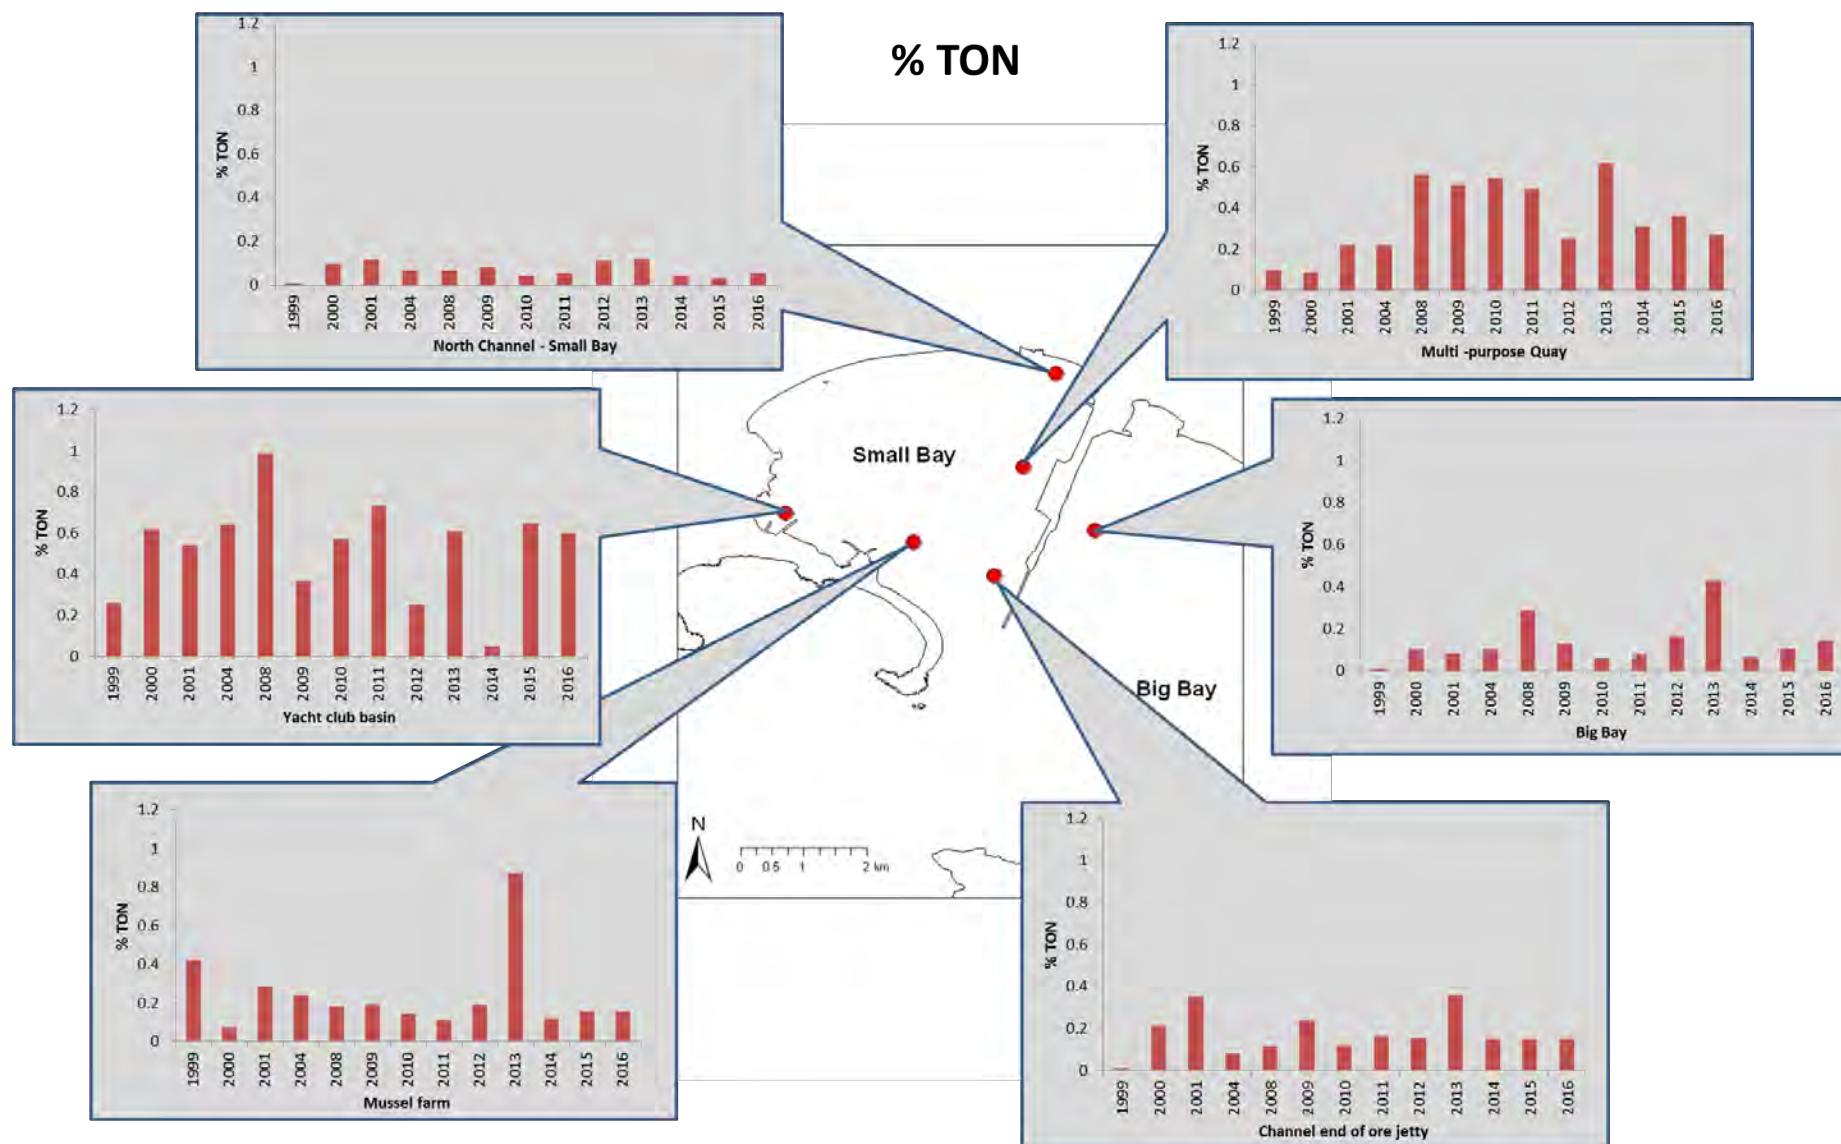 % TON
1.2
1
0.8
0.6
0.4
0.2
0
% TON
1999 2000 2001 2004 2008 2009 2010 2011 2012 2013 2014 2015 2016
North Channel - Small Bay
1.2
1
0.8
0.6
0.4
0.2
0
% TON
1999 2000 2001 2004 2008 2009 2010 2011 2012 2013 2014 2015 2016
Multi -purpose Quay
1.2
1
0.8
0.6
0.4
0.2
0
% TON
1999 2000 2001 2004 2008 2009 2010 2011 2012 2013 2014 2015 2016
Yacht club basin
Small Bay
Big Bay
N
0 0.5 1 2 km
1.2
1
0.8
0.6
0.4
0.2
0
% TON
1999 2000 2001 2004 2008 2009 2010 2011 2012 2013 2014 2015 2016
Big Bay
1.2
1
0.8
0.6
0.4
0.2
0
% TON
1999 2000 2001 2004 2008 2009 2010 2011 2012 2013 2014 2015 2016
Mussel farm
1.2
1
0.8
0.6
0.4
0.2
0
% TON
1999 2000 2001 2004 2008 2009 2010 2011 2012 2013 2014 2015 2016
Channel end of ore jetty